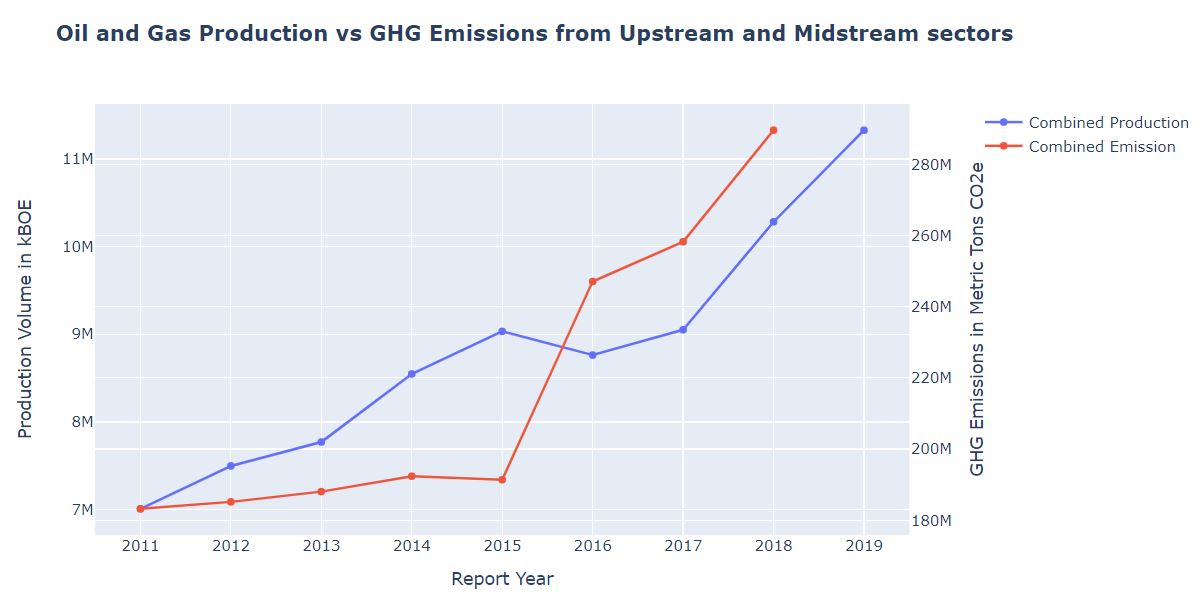 Oil and Gas Production vs GHG Emissions from Upstream and Midstream sectors
Combined Production
Combined Emission
Production Volume in kBOE
11M
10M
9M
8M
7M
280M
260M
240M
220M
200M
180M
GHG Emissions in Metric Tons CO2e
2011 2012 2013 2014 2015 2016 2017 2018 2019
Report Year